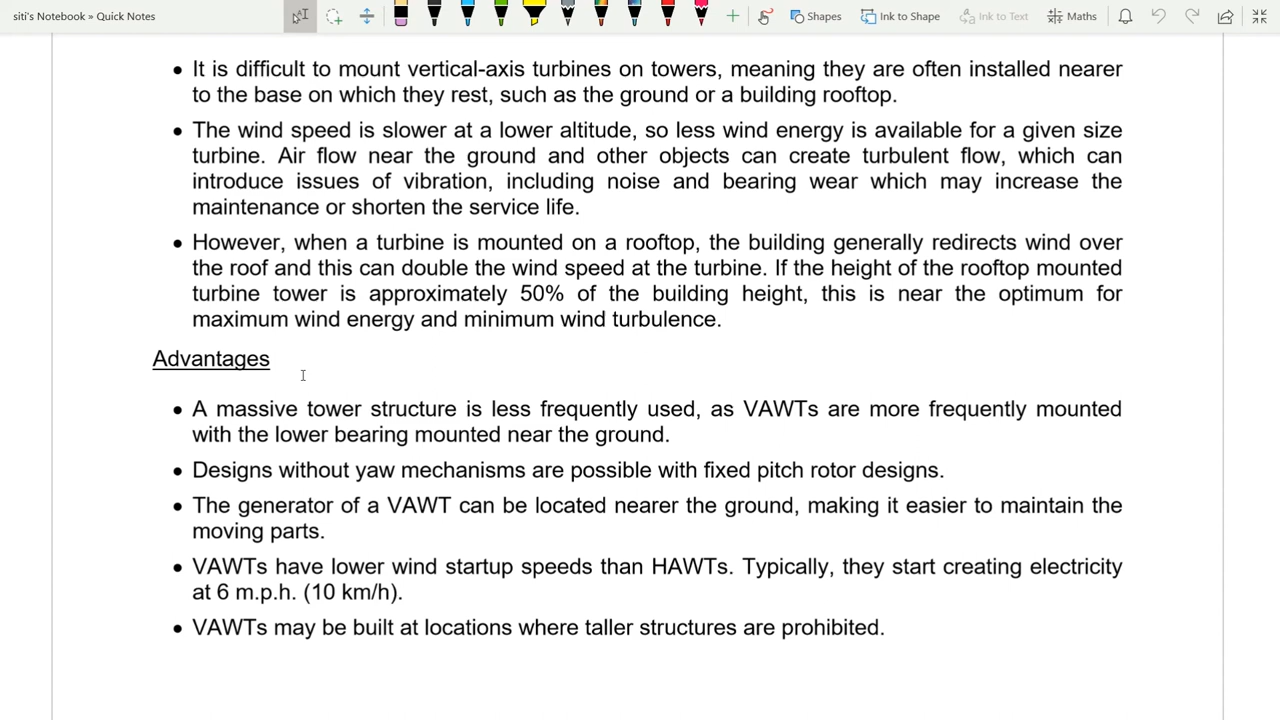 siti's Notebook » Quick Notes
Shapes
Ink to Shape
Ink to Text
Maths
• It is difficult to mount vertical-axis turbines on towers, meaning they are often installed nearer
to the base on which they rest, such as the ground or a building rooftop.
• The wind speed is slower at a lower altitude, so less wind energy is available for a given size
turbine. Air flow near the ground and other objects can create turbulent flow, which can
introduce issues of vibration, including noise and bearing wear which may increase the
maintenance or shorten the service life.
• However, when a turbine is mounted on a rooftop, the building generally redirects wind over
the roof and this can double the wind speed at the turbine. If the height of the rooftop mounted
turbine tower is approximately 50% of the building height, this is near the optimum for
maximum wind energy and minimum wind turbulence.
Advantages
• A massive tower structure is less frequently used, as VAWTs are more frequently mounted
with the lower bearing mounted near the ground.
• Designs without yaw mechanisms are possible with fixed pitch rotor designs.
• The generator of a VAWT can be located nearer the ground, making it easier to maintain the
moving parts.
• VAWTs have lower wind startup speeds than HAWTs. Typically, they start creating electricity
at 6 m.p.h. (10 km/h).
• VAWTs may be built at locations where taller structures are prohibited.